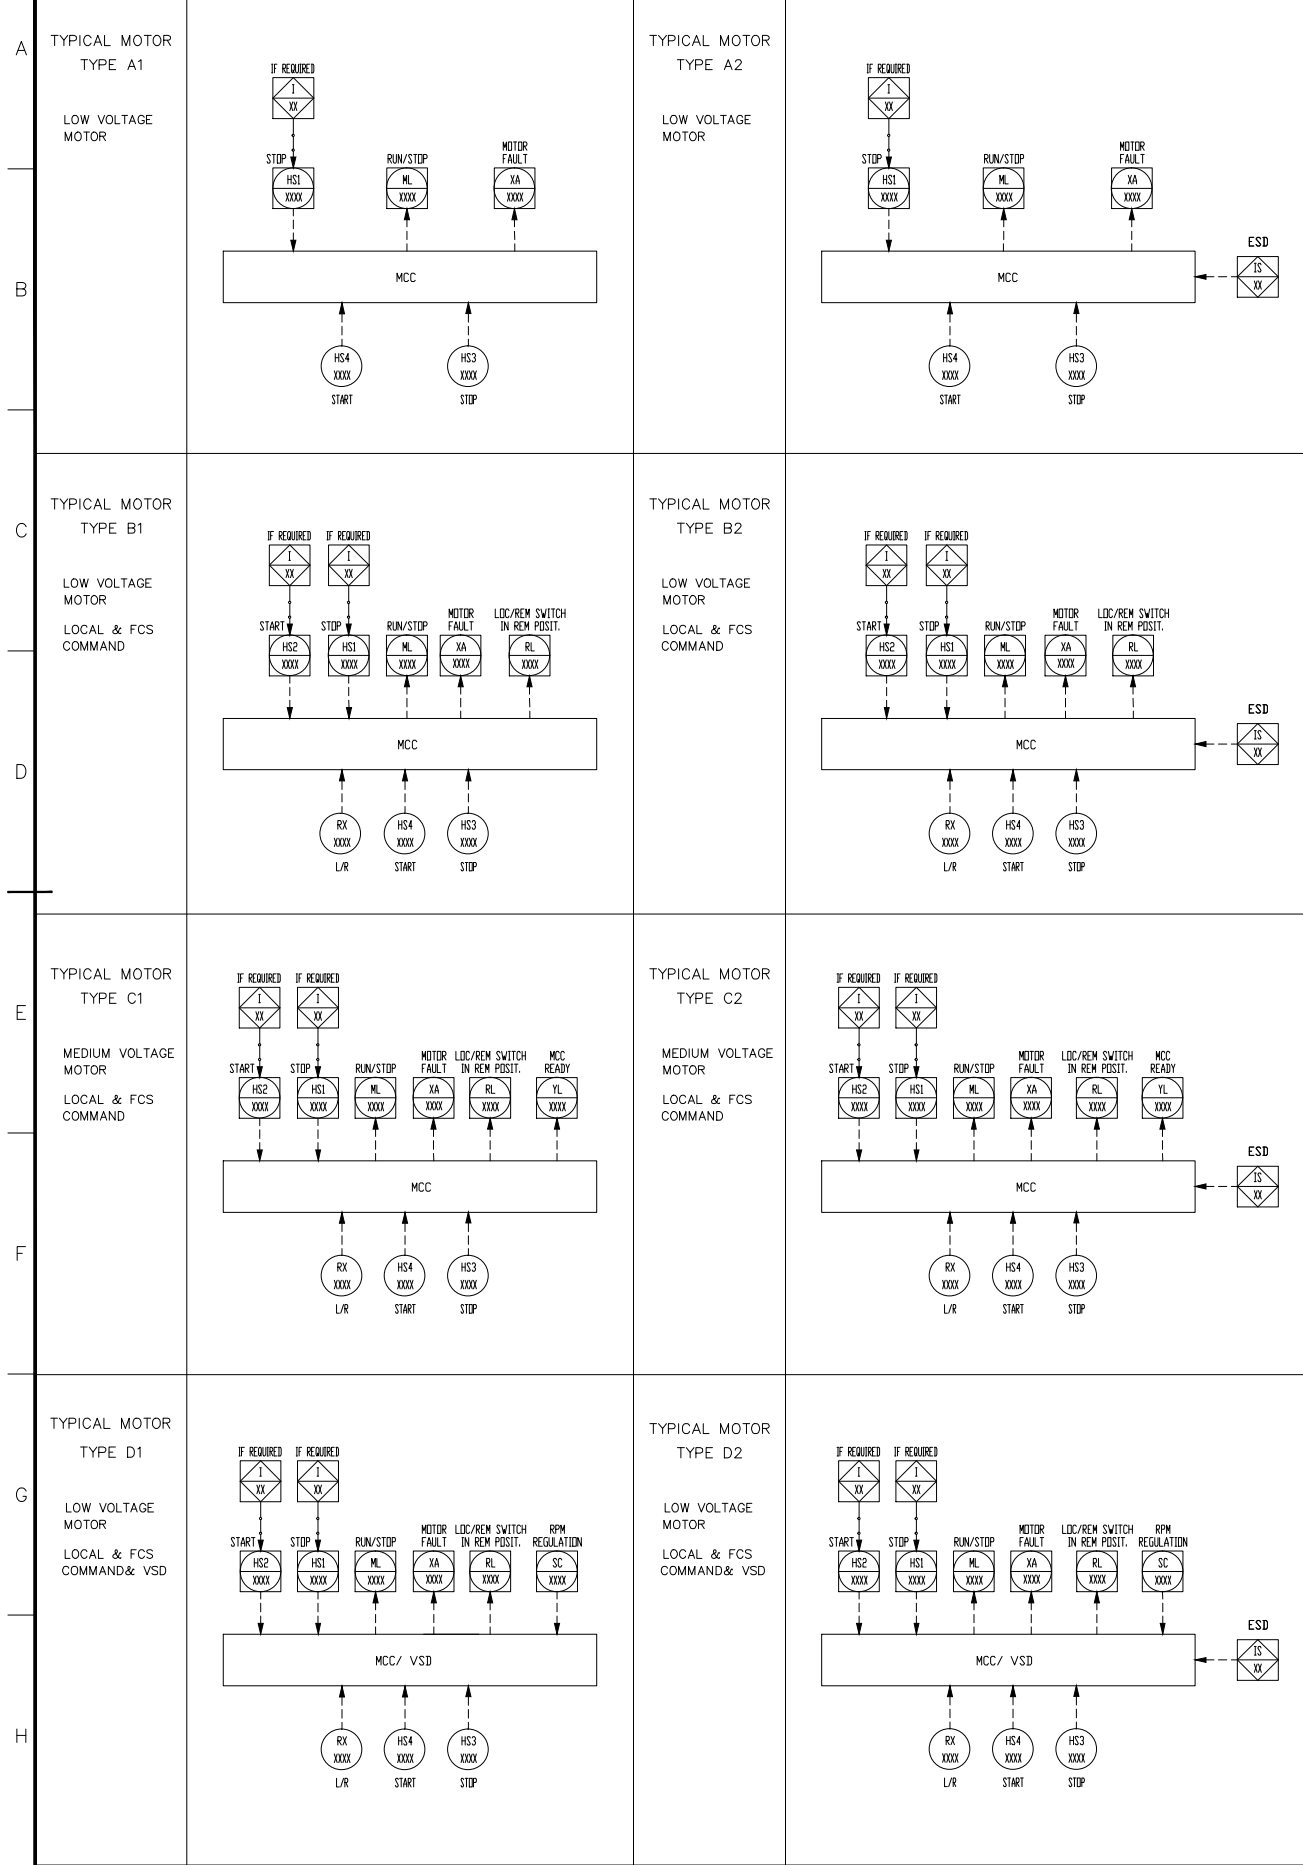 A
TYPICAL MOTOR
TYPE A1
LOW VOLTAGE
MOTOR
IF REQUIRED
I
XX
STOP
HS1
XXXX
RUN/STOP
ML
XXXX
MOTOR
FAULT
XA
XXXX
MCC
HS4
XXXX
START
HS3
XXXX
STOP
TYPICAL MOTOR
TYPE A2
LOW VOLTAGE
MOTOR
IF REQUIRED
I
XX
STOP
HS1
XXXX
RUN/STOP
ML
XXXX
MOTOR
FAULT
XA
XXXX
MCC
ESD
IS
XX
HS4
XXXX
START
HS3
XXXX
STOP
B
C
TYPICAL MOTOR
TYPE B1
LOW VOLTAGE
MOTOR
LOCAL & FCS
COMMAND
IF REQUIRED
I
XX
IF REQUIRED
I
XX
START
HS2
XXXX
STOP
HS1
XXXX
RUN/STOP
ML
XXXX
MOTOR
FAULT
XA
XXXX
LOC/REM SWITCH
IN REM POSIT.
RL
XXXX
MCC
RX
XXXX
L/R
HS4
XXXX
START
HS3
XXXX
STOP
TYPICAL MOTOR
TYPE B2
LOW VOLTAGE
MOTOR
LOCAL & FCS
COMMAND
IF REQUIRED
I
XX
IF REQUIRED
I
XX
START
HS2
XXXX
STOP
HS1
XXXX
RUN/STOP
ML
XXXX
MOTOR
FAULT
XA
XXXX
LOC/REM SWITCH
IN REM POSIT.
RL
XXXX
MCC
ESD
IS
XX
RX
XXXX
L/R
HS4
XXXX
START
HS3
XXXX
STOP
D
E
TYPICAL MOTOR
TYPE C1
MEDIUM VOLTAGE
MOTOR
LOCAL & FCS
COMMAND
IF REQUIRED
I
XX
IF REQUIRED
I
XX
START
HS2
XXXX
STOP
HS1
XXXX
RUN/STOP
ML
XXXX
MOTOR
FAULT
XA
XXXX
LOC/REM SWITCH
IN REM POSIT.
RL
XXXX
MCC
READY
YL
XXXX
MCC
RX
XXXX
L/R
HS4
XXXX
START
HS3
XXXX
STOP
TYPICAL MOTOR
TYPE C2
MEDIUM VOLTAGE
MOTOR
LOCAL & FCS
COMMAND
IF REQUIRED
I
XX
IF REQUIRED
I
XX
START
HS2
XXXX
STOP
HS1
XXXX
RUN/STOP
ML
XXXX
MOTOR
FAULT
XA
XXXX
LOC/REM SWITCH
IN REM POSIT.
RL
XXXX
MCC
READY
YL
XXXX
MCC
ESD
IS
XX
RX
XXXX
L/R
HS4
XXXX
START
HS3
XXXX
STOP
F
G
TYPICAL MOTOR
TYPE D1
LOW VOLTAGE
MOTOR
LOCAL & FCS
COMMAND& VSD
IF REQUIRED
I
XX
IF REQUIRED
I
XX
START
HS2
XXXX
STOP
HS1
XXXX
RUN/STOP
ML
XXXX
MOTOR
FAULT
XA
XXXX
LOC/REM SWITCH
IN REM POSIT.
RL
XXXX
RPM
REGULATION
SC
XXXX
MCC/ VSD
RX
XXXX
L/R
HS4
XXXX
START
HS3
XXXX
STOP
TYPICAL MOTOR
TYPE D2
LOW VOLTAGE
MOTOR
LOCAL & FCS
COMMAND& VSD
IF REQUIRED
I
XX
IF REQUIRED
I
XX
START
HS2
XXXX
STOP
HS1
XXXX
RUN/STOP
ML
XXXX
MOTOR
FAULT
XA
XXXX
LOC/REM SWITCH
IN REM POSIT.
RL
XXXX
RPM
REGULATION
SC
XXXX
MCC/ VSD
ESD
IS
XX
RX
XXXX
L/R
HS4
XXXX
START
HS3
XXXX
STOP
H